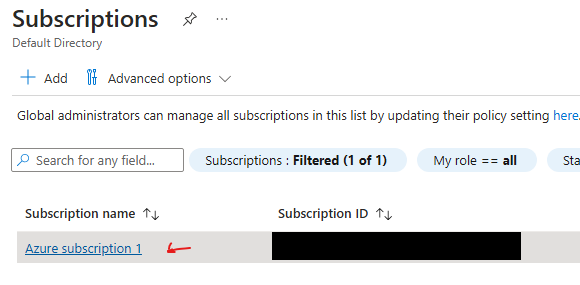 Subscriptions ...
Default Directory
+ Add Advanced options
Global administrators can manage all subscriptions in this list by updating their policy setting here.
Search for any field... Subscriptions : Filtered (1 of 1) My role == all Sta
Subscription name ↑↓ Subscription ID ↑↓
Azure subscription 1